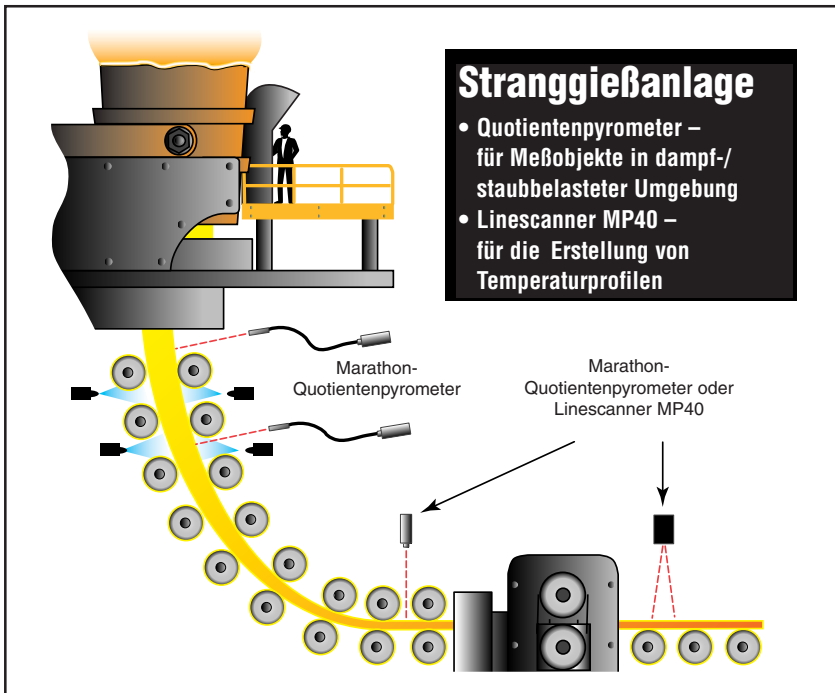 Stranggießanlage
• Quotientenpyrometer –
für Meßobjekte in dampf-/
staubbelasteter Umgebung
• Linescanner MP40 –
für die Erstellung von
Temperaturprofilen
Marathon-
Quotientenpyrometer
Marathon-
Quotientenpyrometer oder
Linescanner MP40